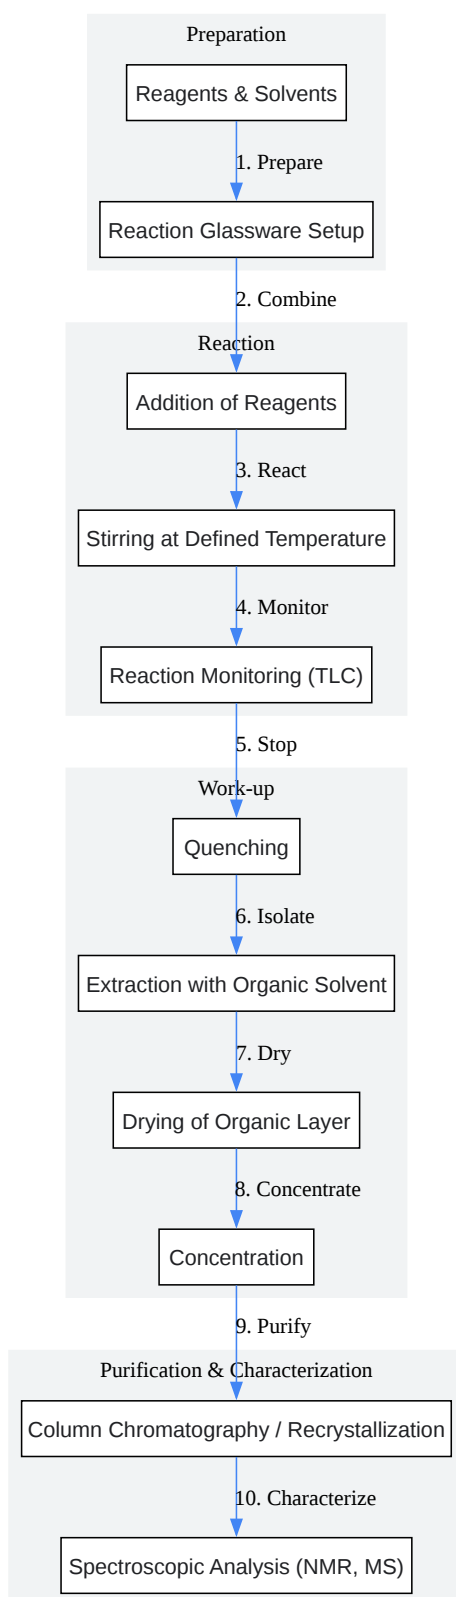 Preparation
Reagents & Solvents
1. Prepare
Reaction Glassware Setup
2. Combine
Reaction
Addition of Reagents
3. React
Stirring at Defined Temperature
4. Monitor
Reaction Monitoring (TLC)
5. Stop
Work-up
Quenching
6. Isolate
Extraction with Organic Solvent
7. Dry
Drying of Organic Layer
8. Concentrate
Concentration
9. Purify
Purification & Characterization
Column Chromatography / Recrystallization
10. Characterize
Spectroscopic Analysis (NMR, MS)